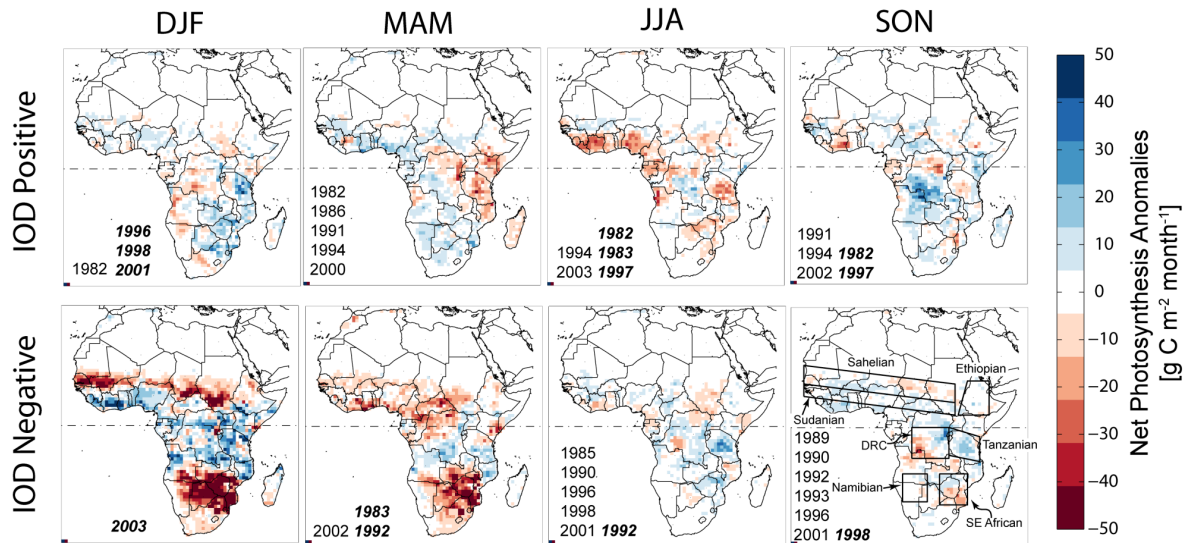 DJF
MAM
JJA
SON
IOD Positive
1996
1998
1982 2001
1982
1986
1991
1994
2000
1982
1994 1983
2003 1997
1991
1994 1982
2002 1997
IOD Negative
2003
1983
2002 1992
1985
1990
1996
1998
2001 1992
Sahelian
Ethiopian
Sudanian
DRC
Tanzanian
Namibian
SE African
1989
1990
1992
1993
1996
2001 1998
50
40
30
20
10
0
−10
−20
−30
−40
−50
Net Photosynthesis Anomalies
[g C m⁻² month⁻¹]